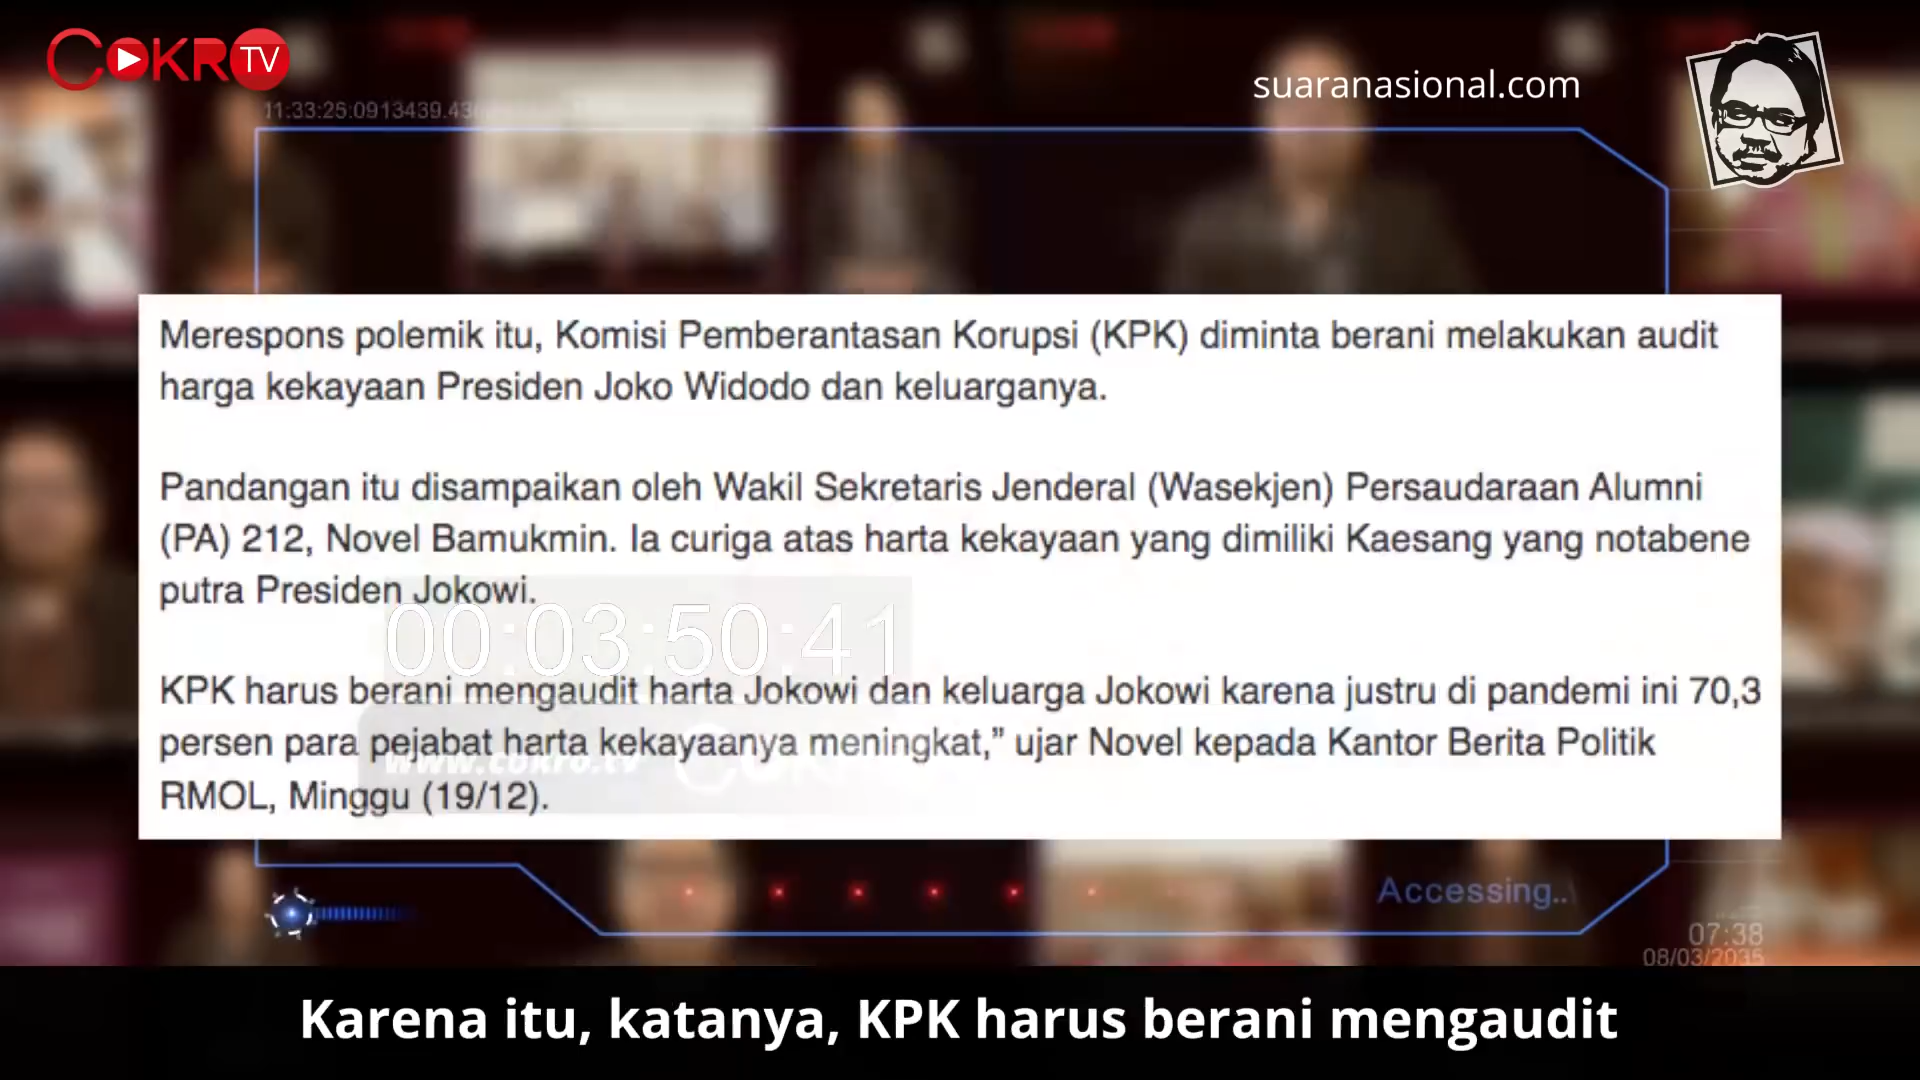 COKRO TV
suaranasional.com
11:33:25:0913439.43
Merespons polemik itu, Komisi Pemberantasan Korupsi (KPK) diminta berani melakukan audit
harga kekayaan Presiden Joko Widodo dan keluarganya.
Pandangan itu disampaikan oleh Wakil Sekretaris Jenderal (Wasekjen) Persaudaraan Alumni
(PA) 212, Novel Bamukmin. Ia curiga atas harta kekayaan yang dimiliki Kaesang yang notabene
putra Presiden Jokowi.
00:03:50:41
KPK harus berani mengaudit harta Jokowi dan keluarga Jokowi karena justru di pandemi ini 70,3
persen para pejabat harta kekayaanya meningkat,” ujar Novel kepada Kantor Berita Politik
www.cokro.tv
RMOL, Minggu (19/12).
Accessing..
07:38
08/03/2035
Karena itu, katanya, KPK harus berani mengaudit